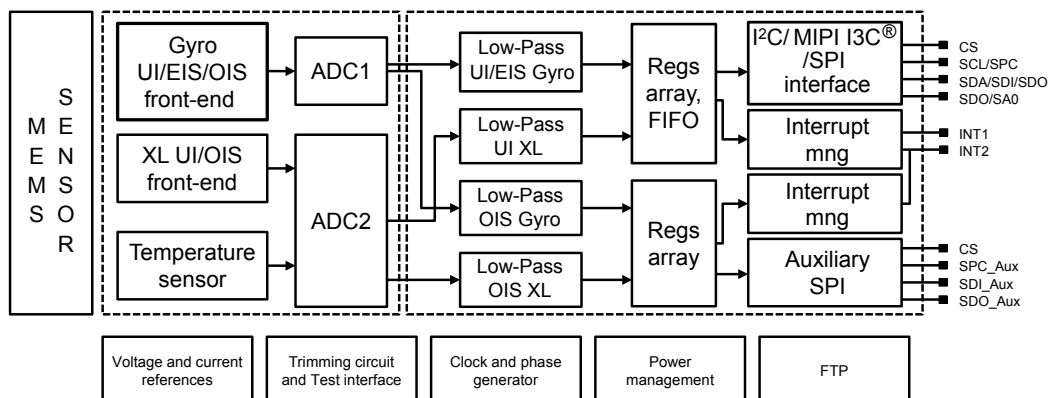 MEMS
SENSOR
Gyro
UI/EIS/OIS
front-end
XL UI/OIS
front-end
Temperature
sensor
ADC1
ADC2
Low-Pass
UI/EIS Gyro
Low-Pass
UI XL
Low-Pass
OIS Gyro
Low-Pass
OIS XL
Regs
array,
FIFO
Regs
array
I²C/ MIPI I3C®
/SPI
interface
Interrupt
mng
Interrupt
mng
Auxiliary
SPI
CS
SCL/SPC
SDA/SDI/SDO
SDO/SA0
INT1
INT2
CS
SPC_Aux
SDI_Aux
SDO_Aux
Voltage and current
references
Trimming circuit
and Test interface
Clock and phase
generator
Power
management
FTP